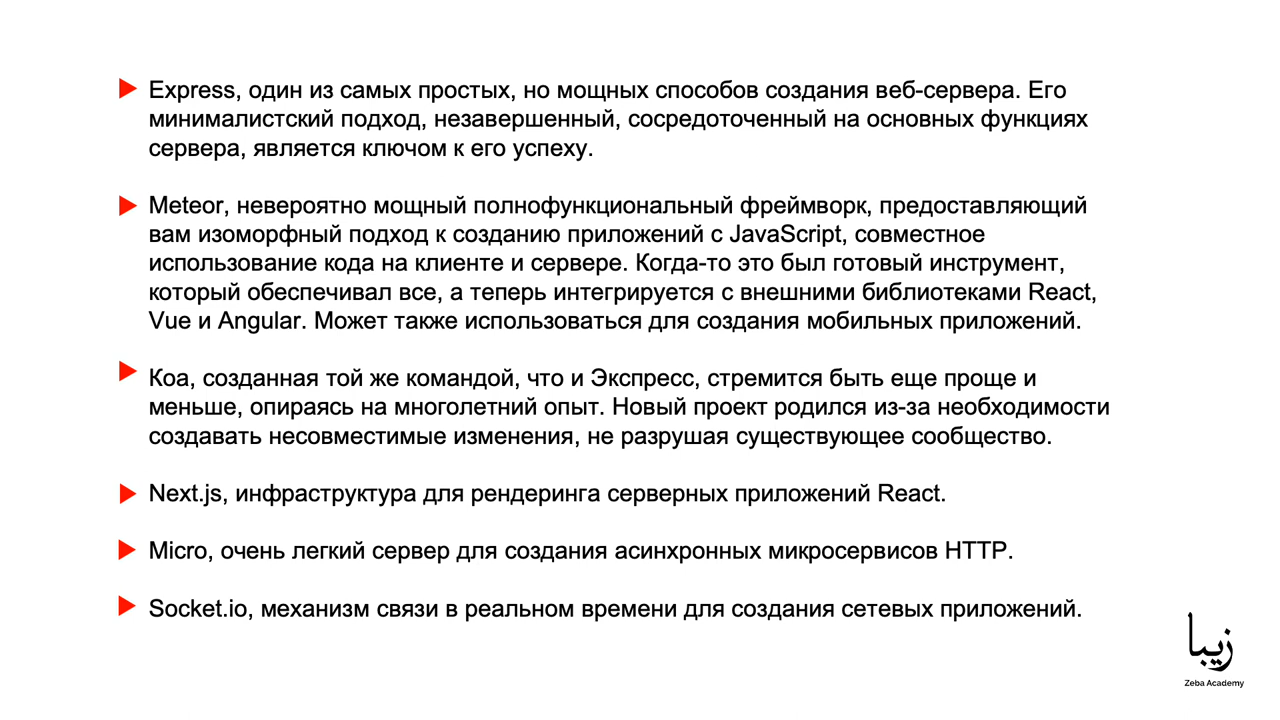 Express, один из самых простых, но мощных способов создания веб-сервера. Его
минималистский подход, незавершенный, сосредоточенный на основных функциях
сервера, является ключом к его успеху.
Meteor, невероятно мощный полнофункциональный фреймворк, предоставляющий
вам изоморфный подход к созданию приложений с JavaScript, совместное
использование кода на клиенте и сервере. Когда-то это был готовый инструмент,
который обеспечивал все, а теперь интегрируется с внешними библиотеками React,
Vue и Angular. Может также использоваться для создания мобильных приложений.
Коа, созданная той же командой, что и Экспресс, стремится быть еще проще и
меньше, опираясь на многолетний опыт. Новый проект родился из-за необходимости
создавать несовместимые изменения, не разрушая существующее сообщество.
Next.js, инфраструктура для рендеринга серверных приложений React.
Micro, очень легкий сервер для создания асинхронных микросервисов HTTP.
Socket.io, механизм связи в реальном времени для создания сетевых приложений.
زیبا
Zeba Academy